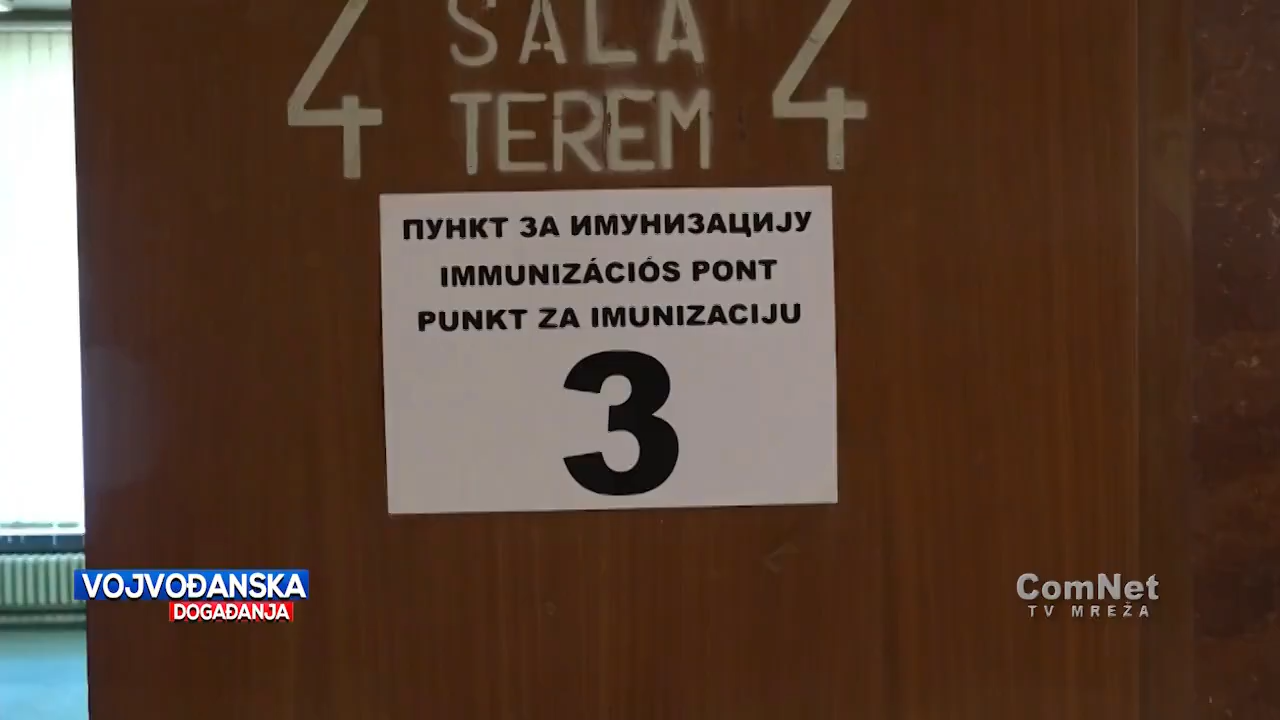 4 SALA 4
TEREM
ПУНКТ ЗА ИМУНИЗАЦИЈУ
IMMUNIZÁCIÓS PONT
PUNKT ZA IMUNIZACIJU
3
VOJVOĐANSKA
DOGAĐANJA
ComNet
TV MREŽA